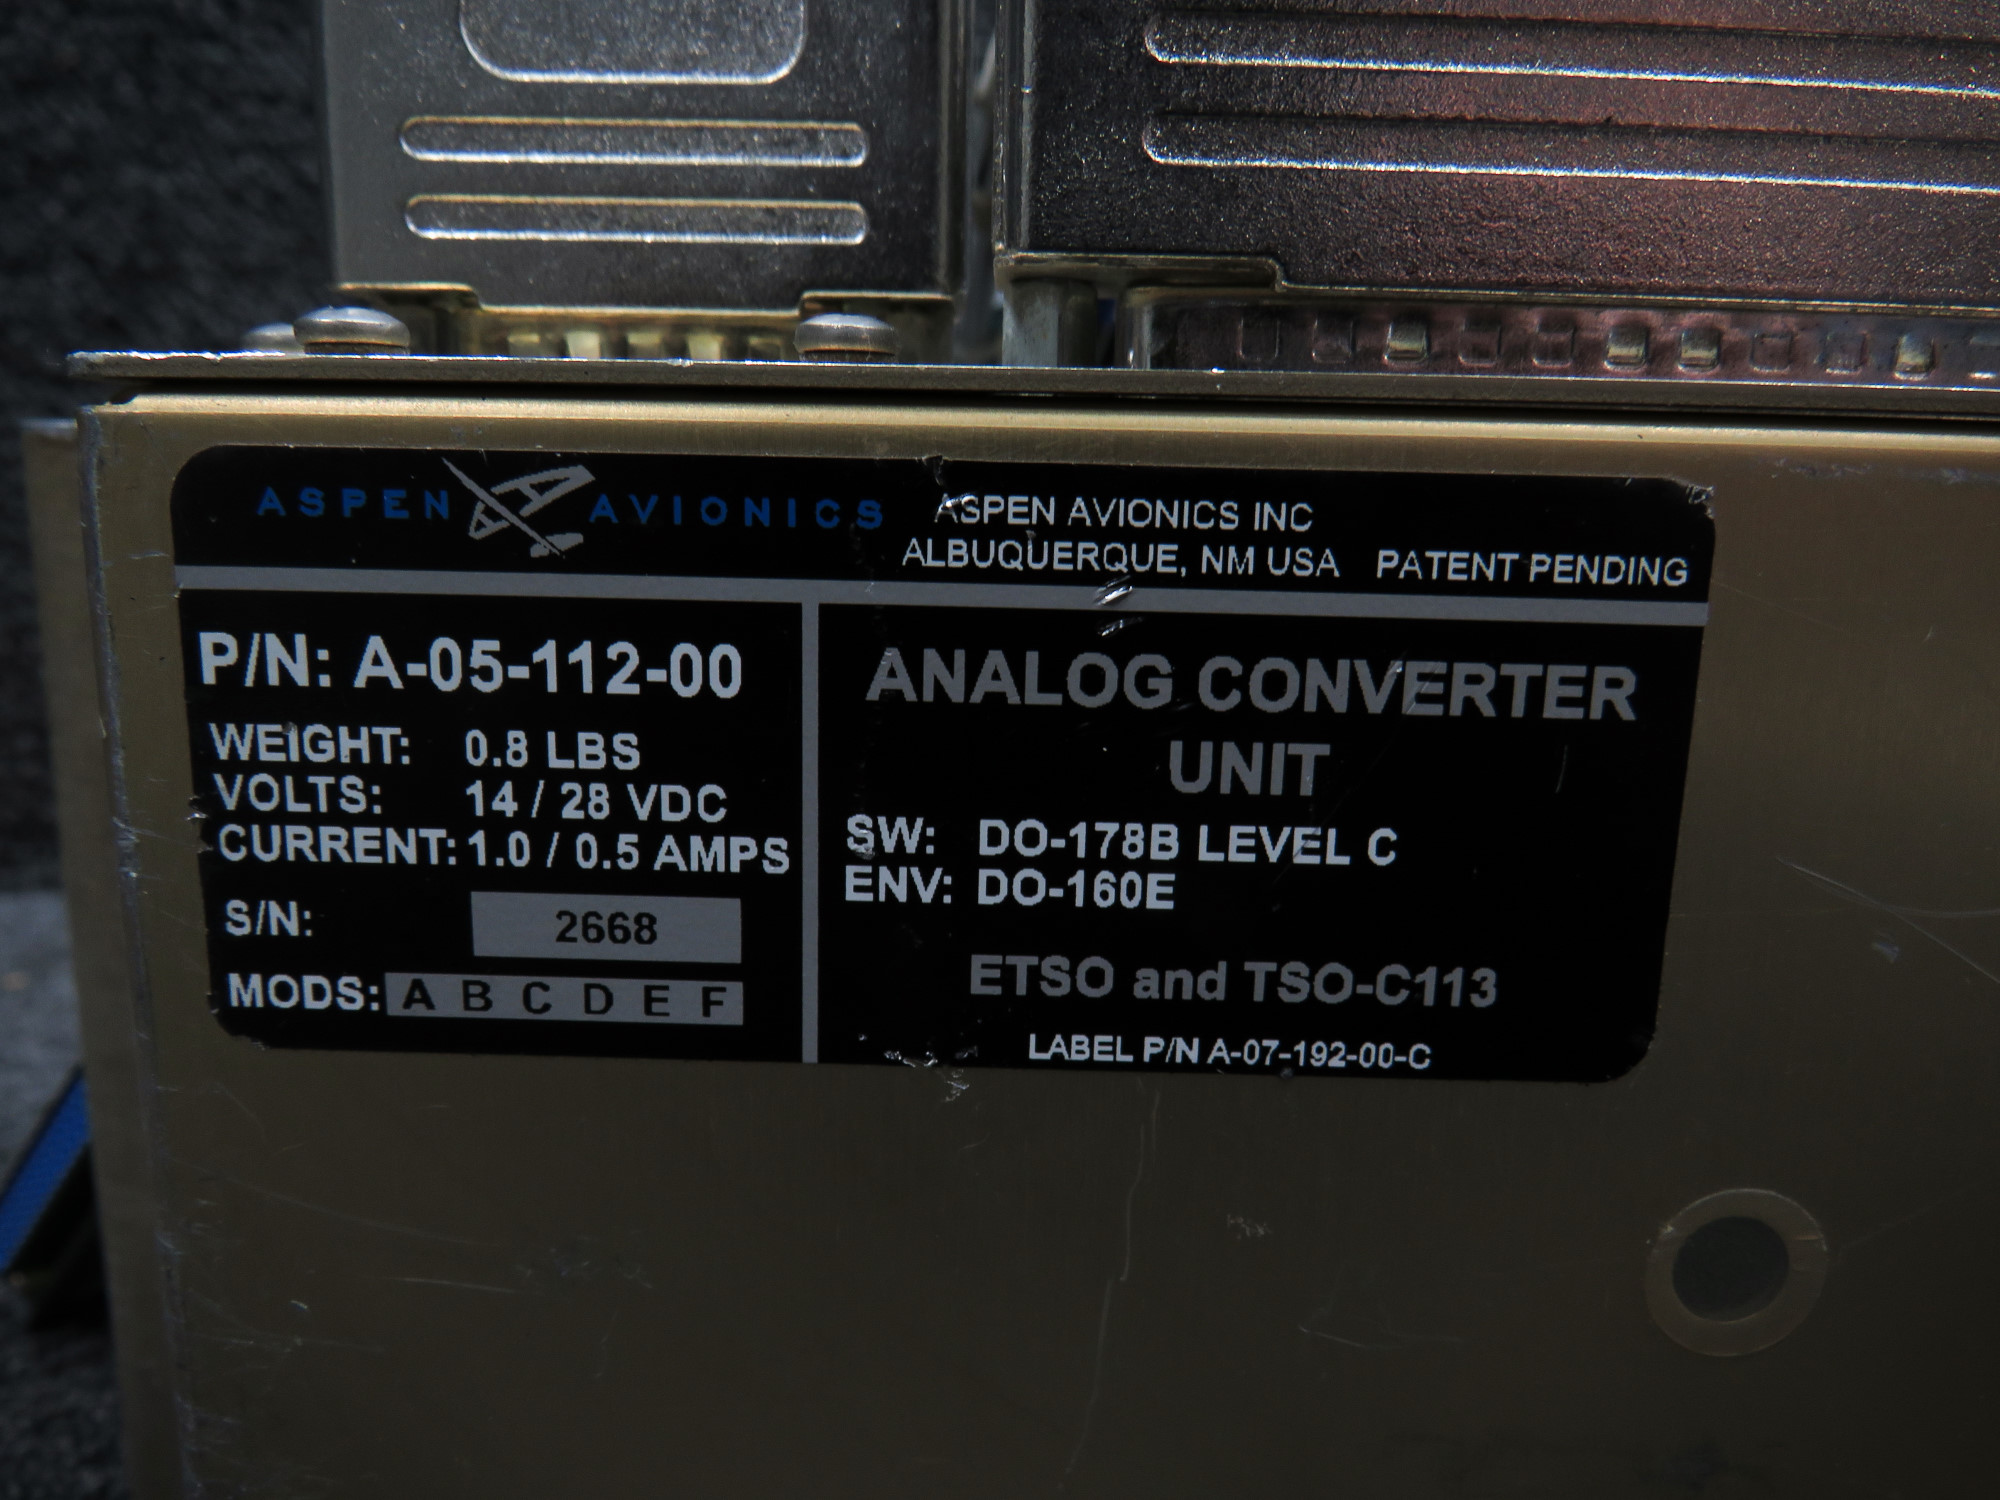 ASPEN AVIONICS
ASPEN AVIONICS INC
ALBUQUERQUE, NM USA PATENT PENDING
P/N: A-05-112-00
WEIGHT: 0.8 LBS
VOLTS: 14 / 28 VDC
CURRENT: 1.0 / 0.5 AMPS
S/N: 2668
MODS: A B C D E F
ANALOG CONVERTER
UNIT
SW: DO-178B LEVEL C
ENV: DO-160E
ETSO and TSO-C113
LABEL P/N A-07-192-00-C